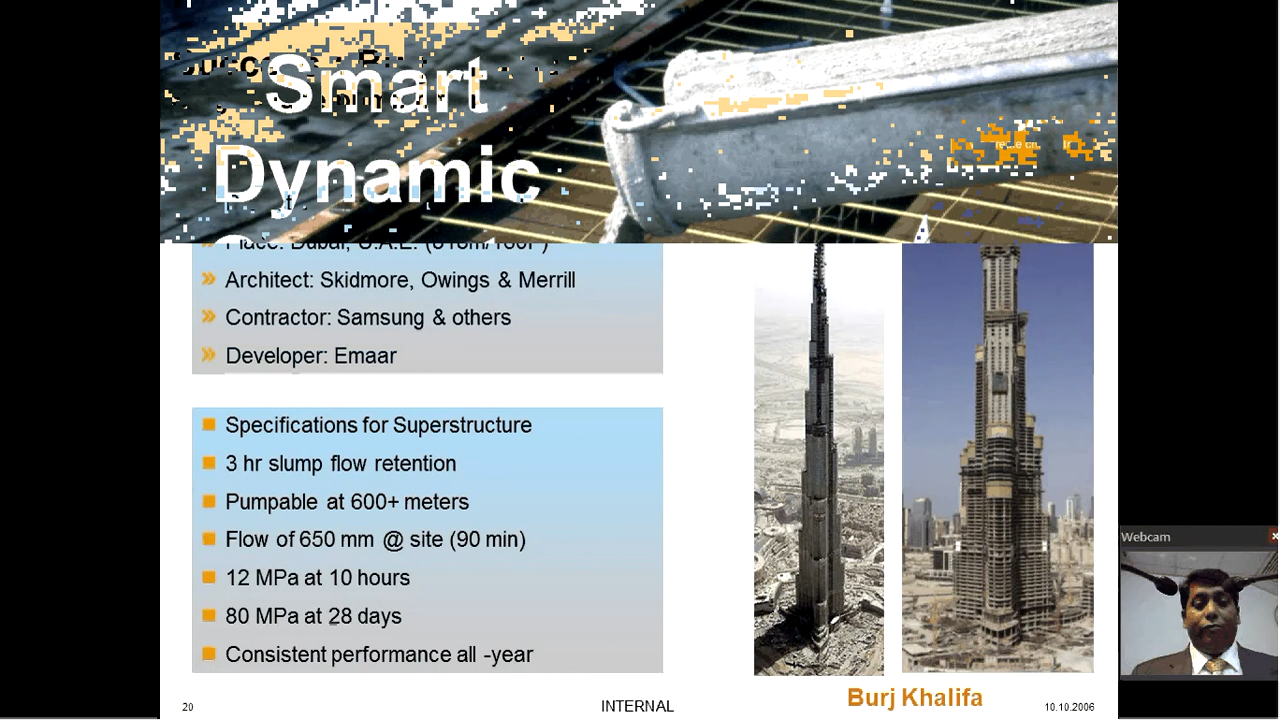 Smart
Dynamic
Place: Dubai, U.A.E.
Architect: Skidmore, Owings & Merrill
Contractor: Samsung & others
Developer: Emaar
Specifications for Superstructure
3 hr slump flow retention
Pumpable at 600+ meters
Flow of 650 mm @ site (90 min)
12 MPa at 10 hours
80 MPa at 28 days
Consistent performance all -year
Burj Khalifa
20
INTERNAL
10.10.2006
Webcam